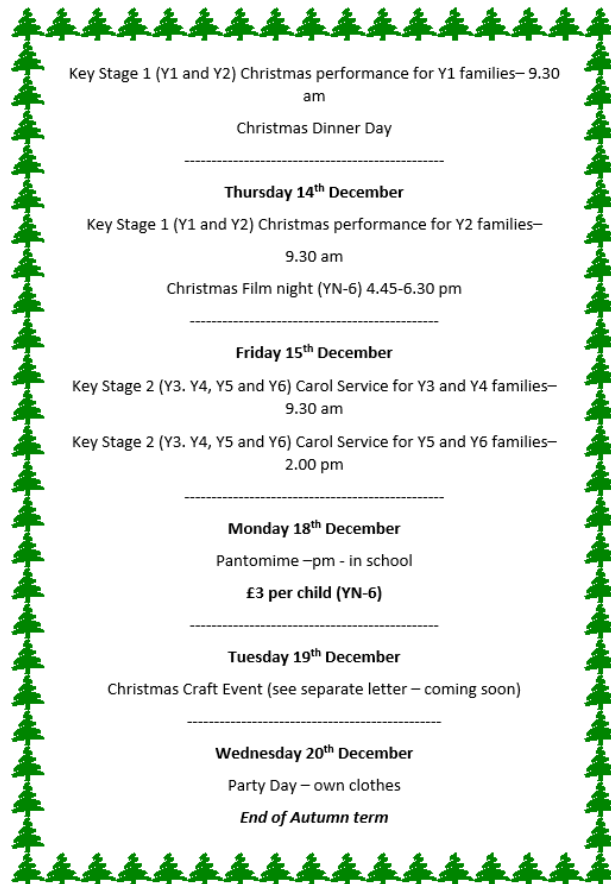 Key Stage 1 (Y1 and Y2) Christmas performance for Y1 families– 9.30
am
Christmas Dinner Day
------------------------------------------------
Thursday 14th December
Key Stage 1 (Y1 and Y2) Christmas performance for Y2 families–
9.30 am
Christmas Film night (YN-6) 4.45-6.30 pm
----------------------------------------------
Friday 15th December
Key Stage 2 (Y3. Y4, Y5 and Y6) Carol Service for Y3 and Y4 families–
9.30 am
Key Stage 2 (Y3. Y4, Y5 and Y6) Carol Service for Y5 and Y6 families–
2.00 pm
------------------------------------------------
Monday 18th December
Pantomime –pm - in school
£3 per child (YN-6)
----------------------------------------------
Tuesday 19th December
Christmas Craft Event (see separate letter – coming soon)
-----------------------------------------------
Wednesday 20th December
Party Day – own clothes
End of Autumn term